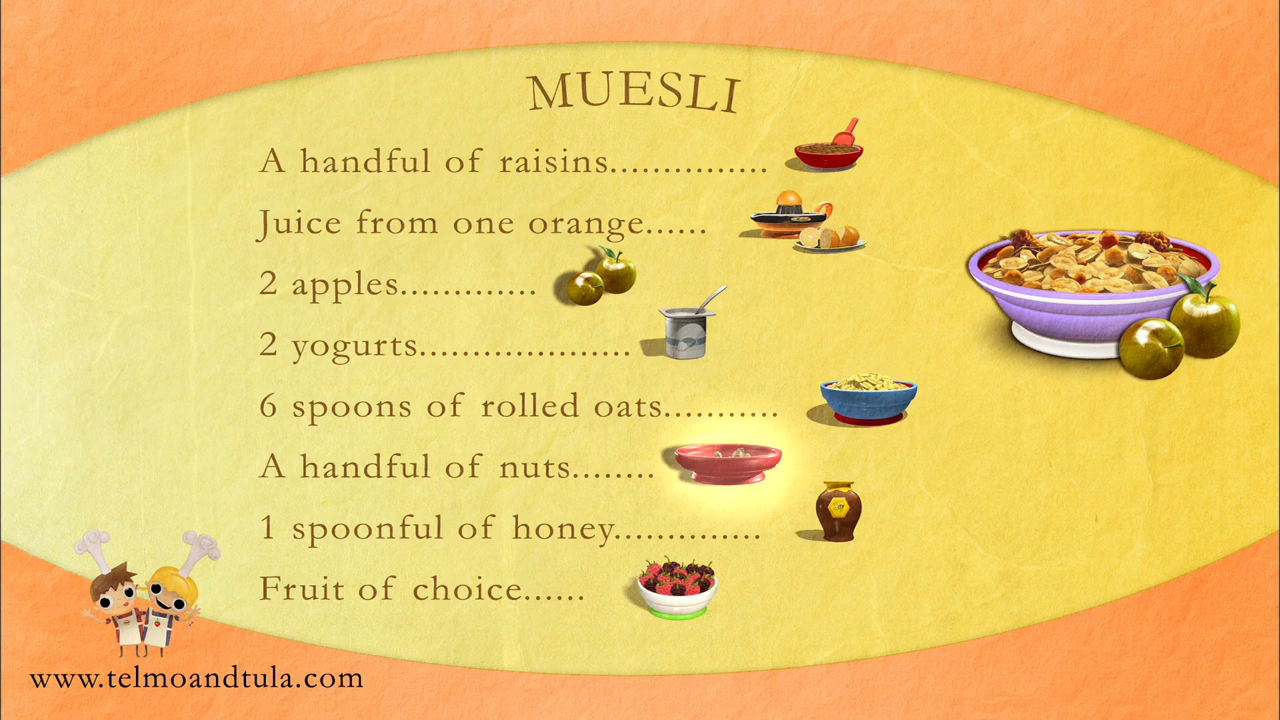 MUESLI
A handful of raisins...............
Juice from one orange......
2 apples.............
2 yogurts....................
6 spoons of rolled oats...........
A handful of nuts........
1 spoonful of honey..............
Fruit of choice......
www.telmoandtula.com